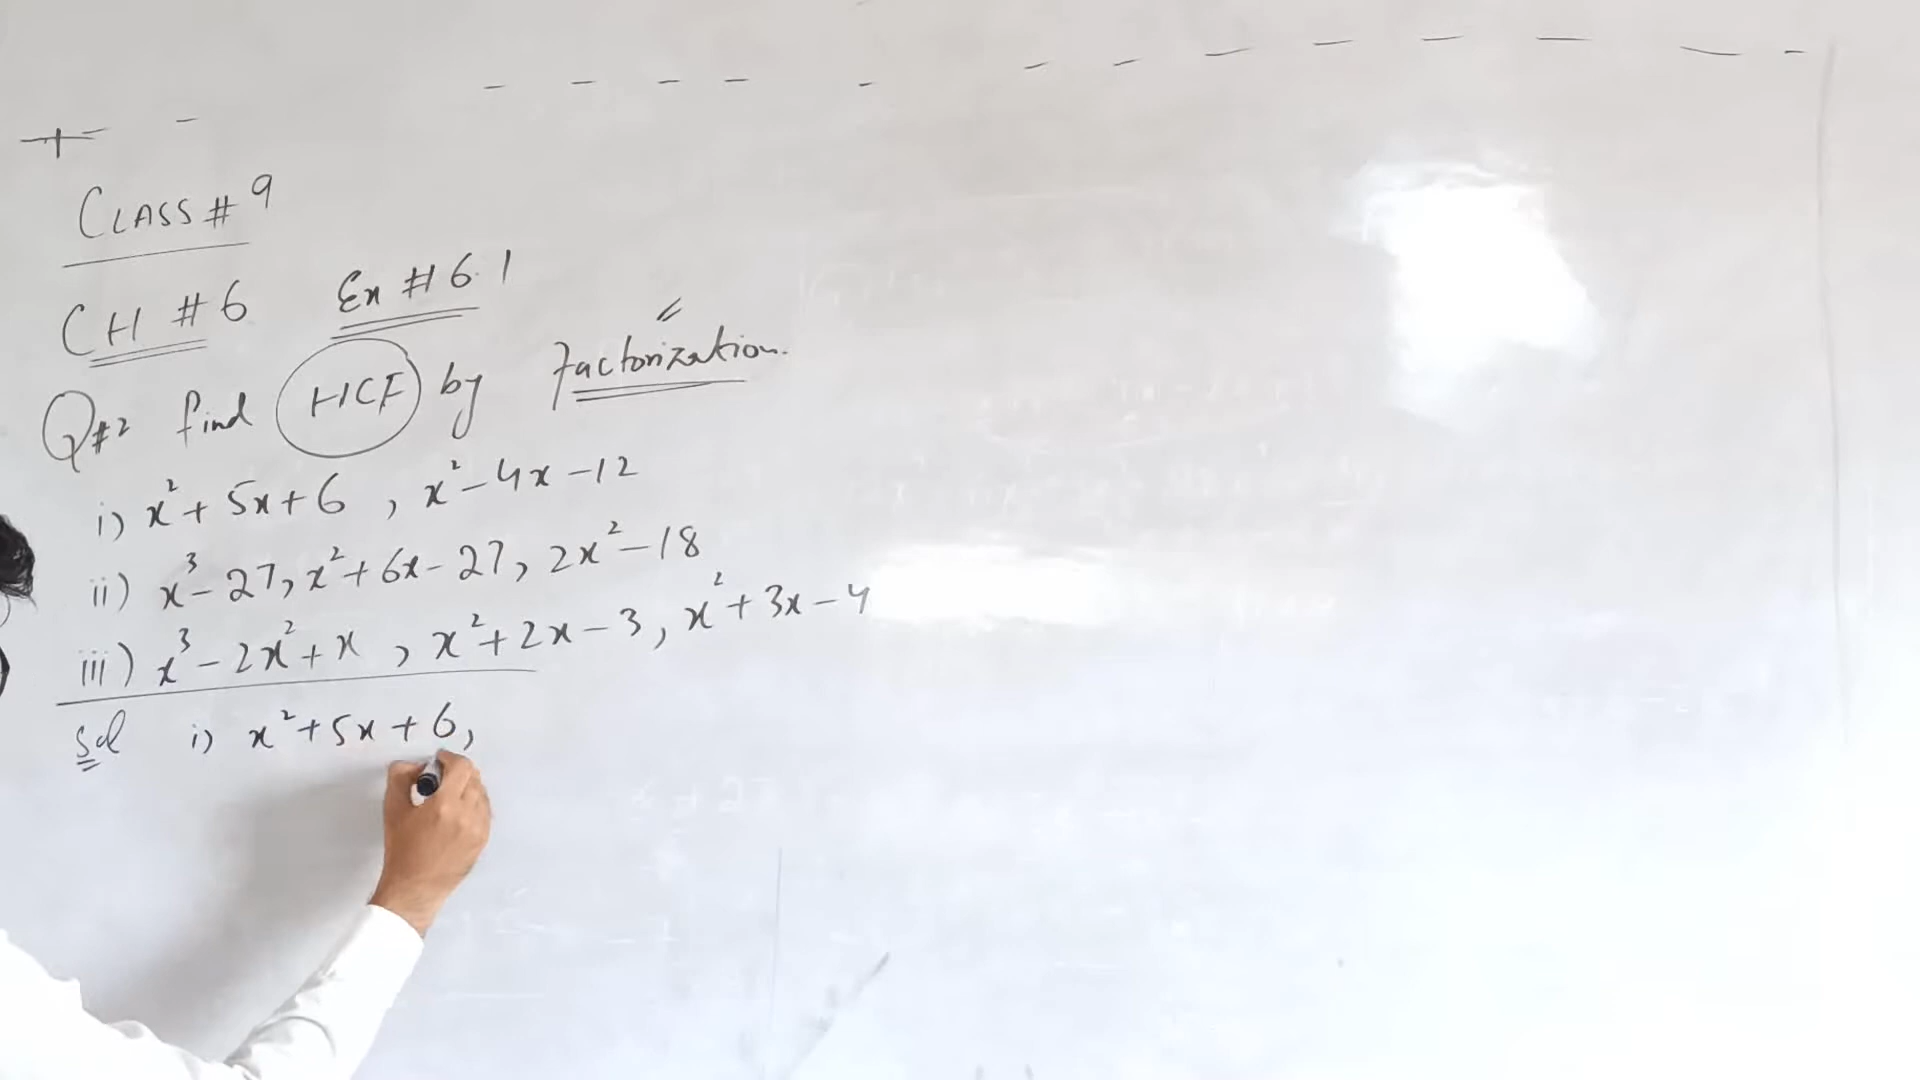 CLASS # 9
CH # 6 Ex # 6.1
Q#2 find HCF by Factorization.
i) x²+5x+6 , x²-4x-12
ii) x³-27, x²+6x-27, 2x²-18
iii) x³-2x²+x , x²+2x-3, x²+3x-4
Sol i) x²+5x+6,